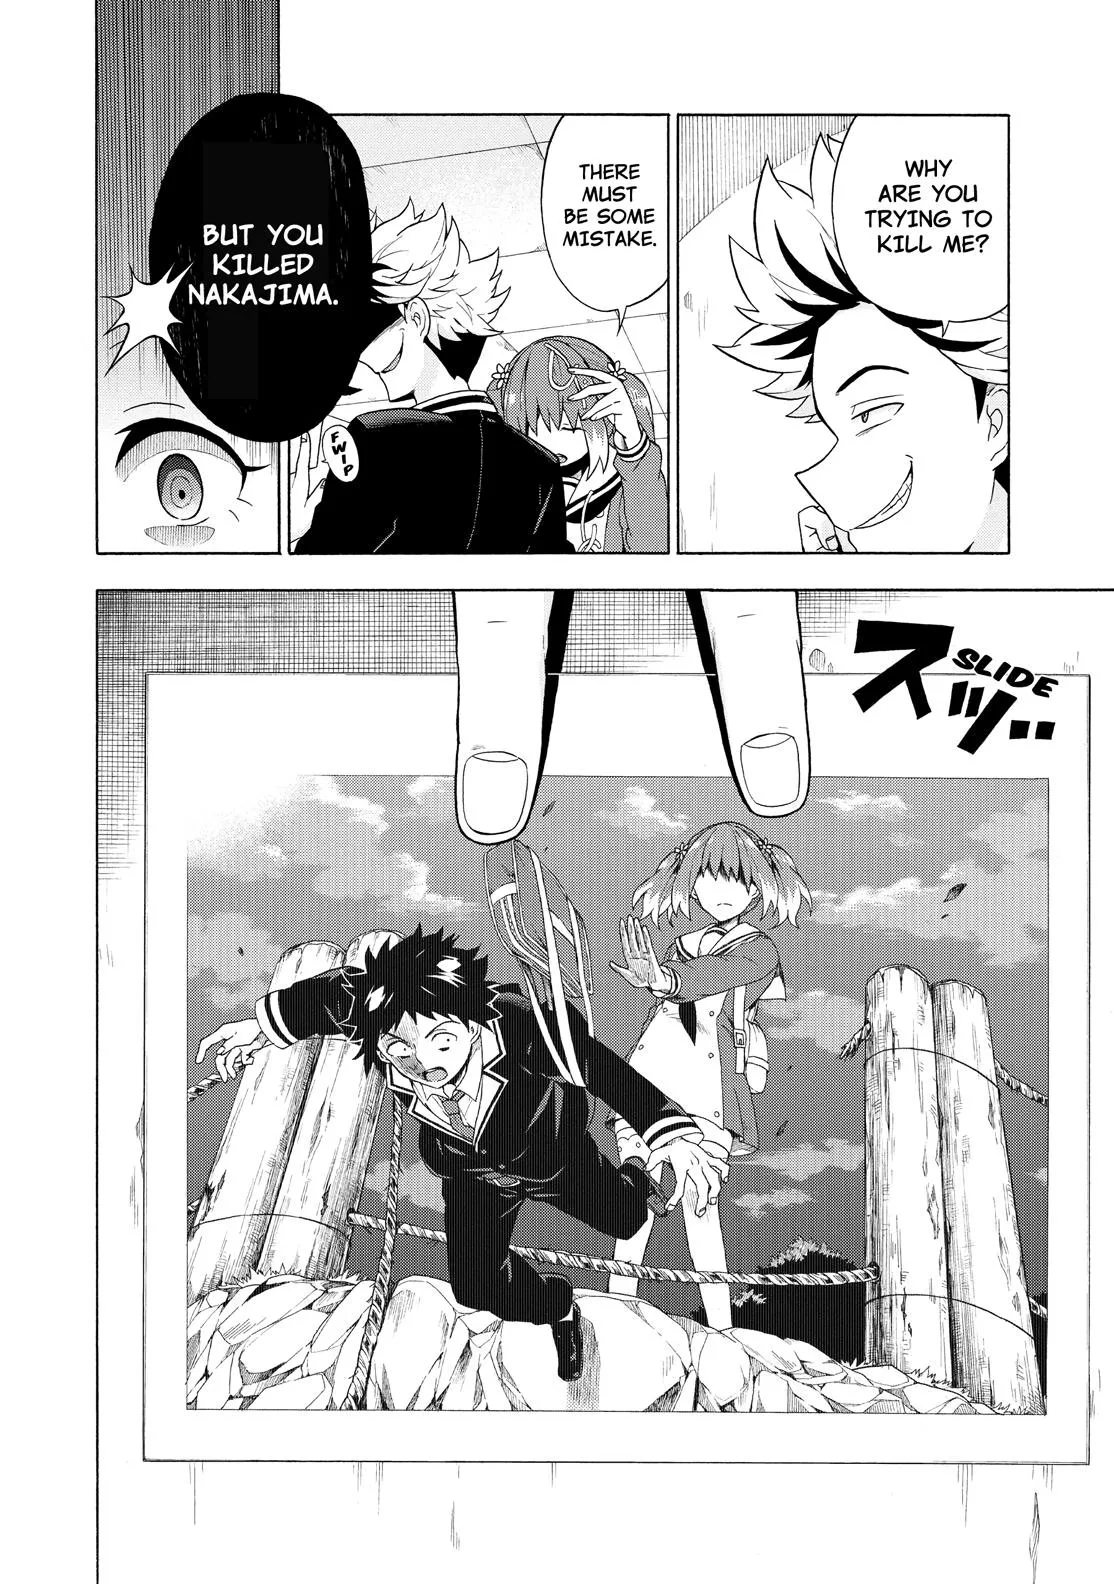 WHY
ARE YOU
TRYING TO
KILL ME?
THERE
MUST
BE SOME
MISTAKE.
FWIP
BUT YOU
KILLED
NAKAJIMA.
スッ‥
SLIDE